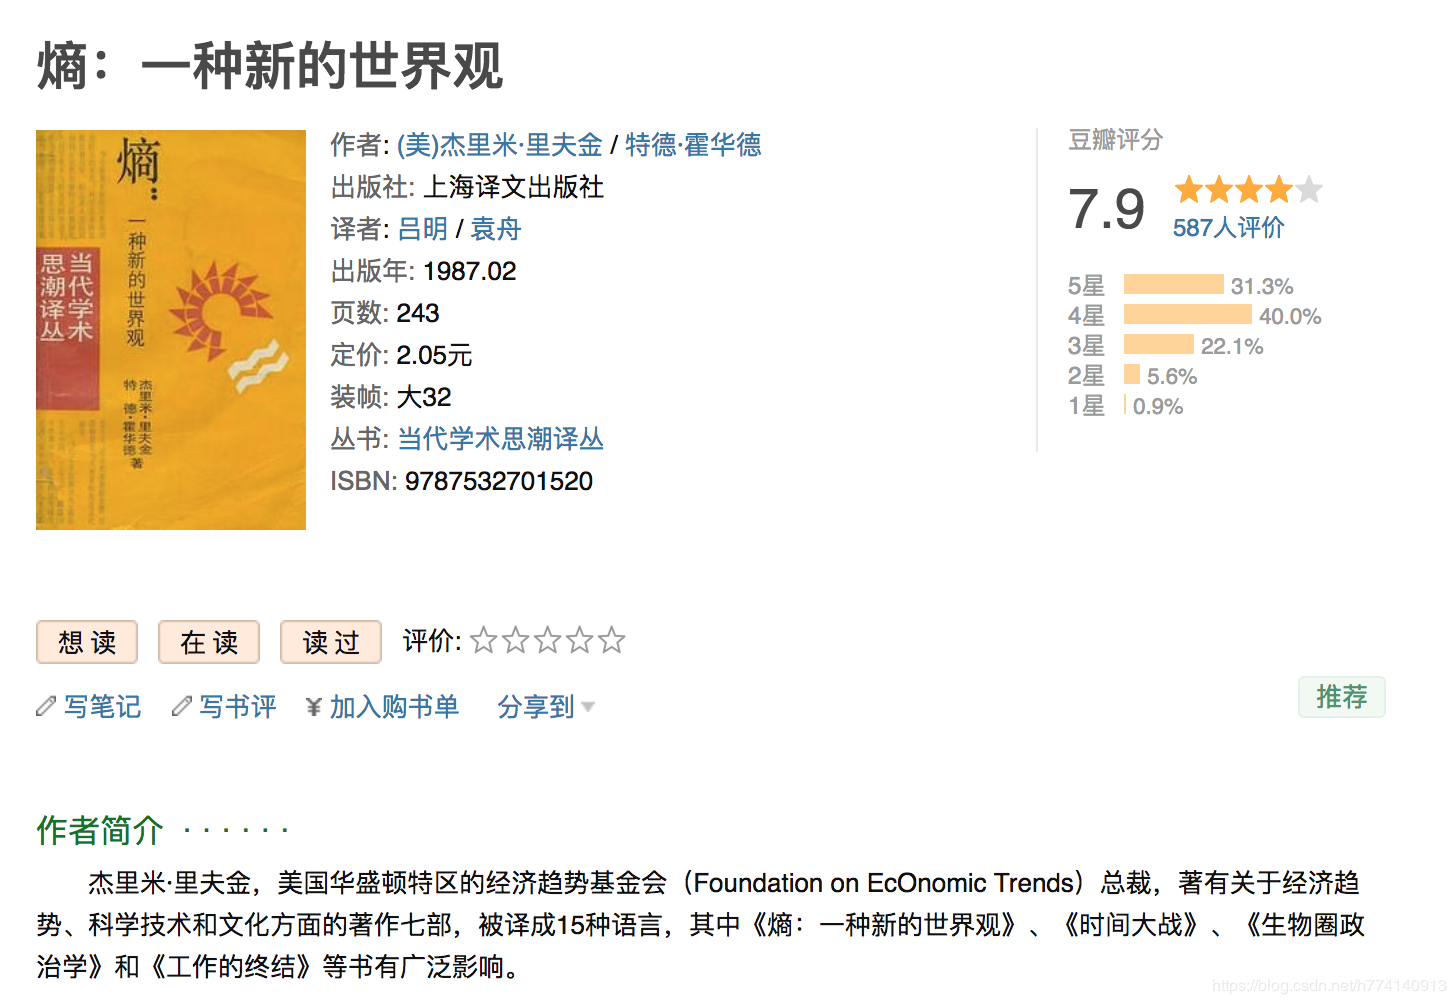 熵：一种新的世界观
熵：
一种新的世界观
当代学术
思潮译丛
杰里米·里夫金
特德·霍华德 著
作者: (美)杰里米·里夫金 / 特德·霍华德
出版社: 上海译文出版社
译者: 吕明 / 袁舟
出版年: 1987.02
页数: 243
定价: 2.05元
装帧: 大32
丛书: 当代学术思潮译丛
ISBN: 9787532701520
豆瓣评分
7.9
587人评价
5星 31.3%
4星 40.0%
3星 22.1%
2星 5.6%
1星 0.9%
想读 在读 读过 评价:
写笔记 写书评 ¥ 加入购书单 分享到
推荐
作者简介 · · · · · ·
杰里米·里夫金，美国华盛顿特区的经济趋势基金会（Foundation on EcOnomic Trends）总裁，著有关于经济趋
势、科学技术和文化方面的著作七部，被译成15种语言，其中《熵：一种新的世界观》、《时间大战》、《生物圈政
治学》和《工作的终结》等书有广泛影响。
https://blog.csdn.net/h774140913